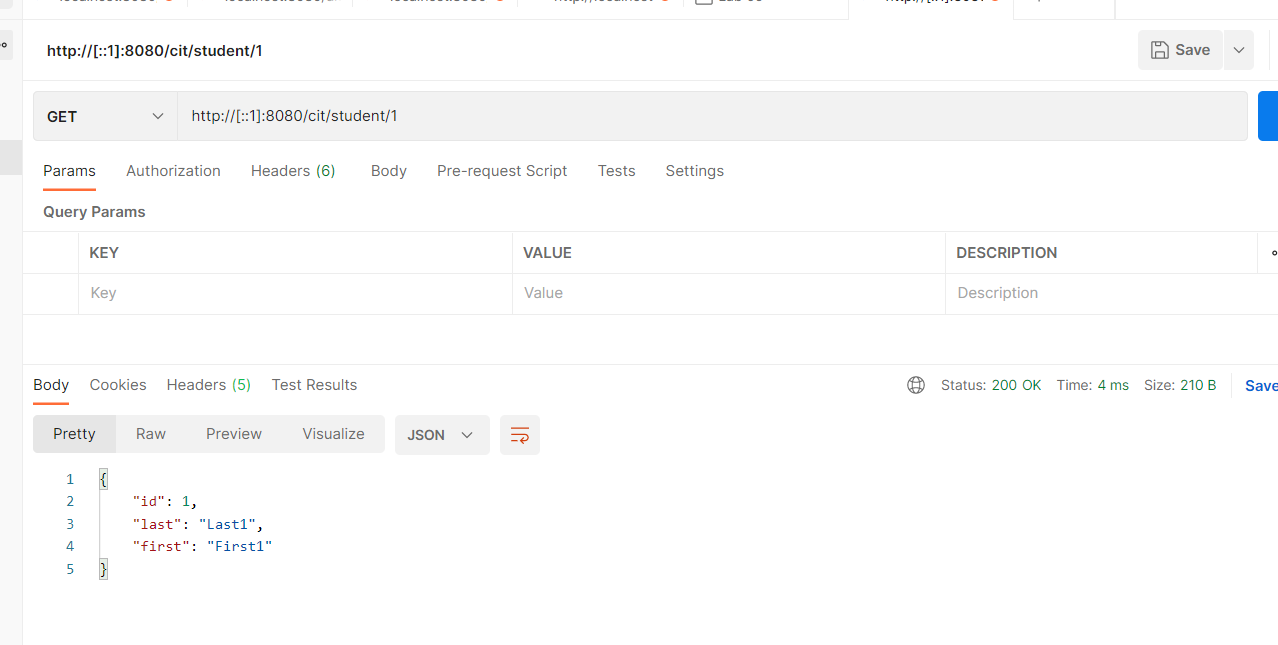 http://[::1]:8080/cit/student/1
Save
GET
http://[::1]:8080/cit/student/1
Params Authorization Headers (6) Body Pre-request Script Tests Settings
Query Params
KEY VALUE DESCRIPTION
Key Value Description
Body Cookies Headers (5) Test Results Status: 200 OK Time: 4 ms Size: 210 B Save
Pretty Raw Preview Visualize JSON
1 {
2 "id": 1,
3 "last": "Last1",
4 "first": "First1"
5 }